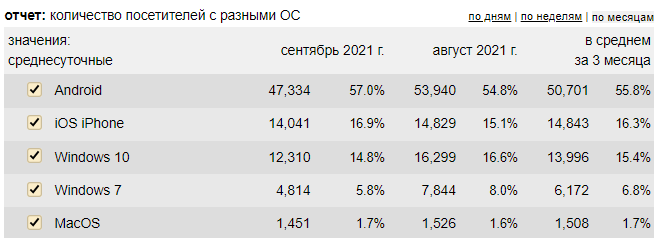 отчет: количество посетителей с разными ОС по дням | по неделям | по месяцам
значения: среднесуточные сентябрь 2021 г. август 2021 г. в среднем за 3 месяца
Android 47,334 57.0% 53,940 54.8% 50,701 55.8%
iOS iPhone 14,041 16.9% 14,829 15.1% 14,843 16.3%
Windows 10 12,310 14.8% 16,299 16.6% 13,996 15.4%
Windows 7 4,814 5.8% 7,844 8.0% 6,172 6.8%
MacOS 1,451 1.7% 1,526 1.6% 1,508 1.7%